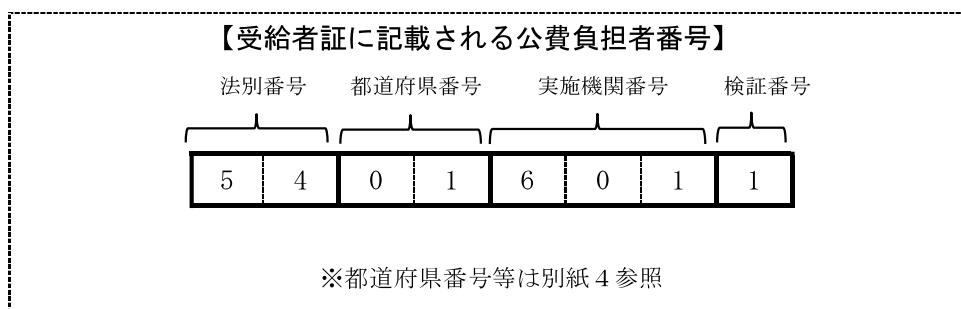 【受給者証に記載される公費負担者番号】
法別番号 都道府県番号 実施機関番号 検証番号
5 4 0 1 6 0 1 1
※都道府県番号等は別紙４参照